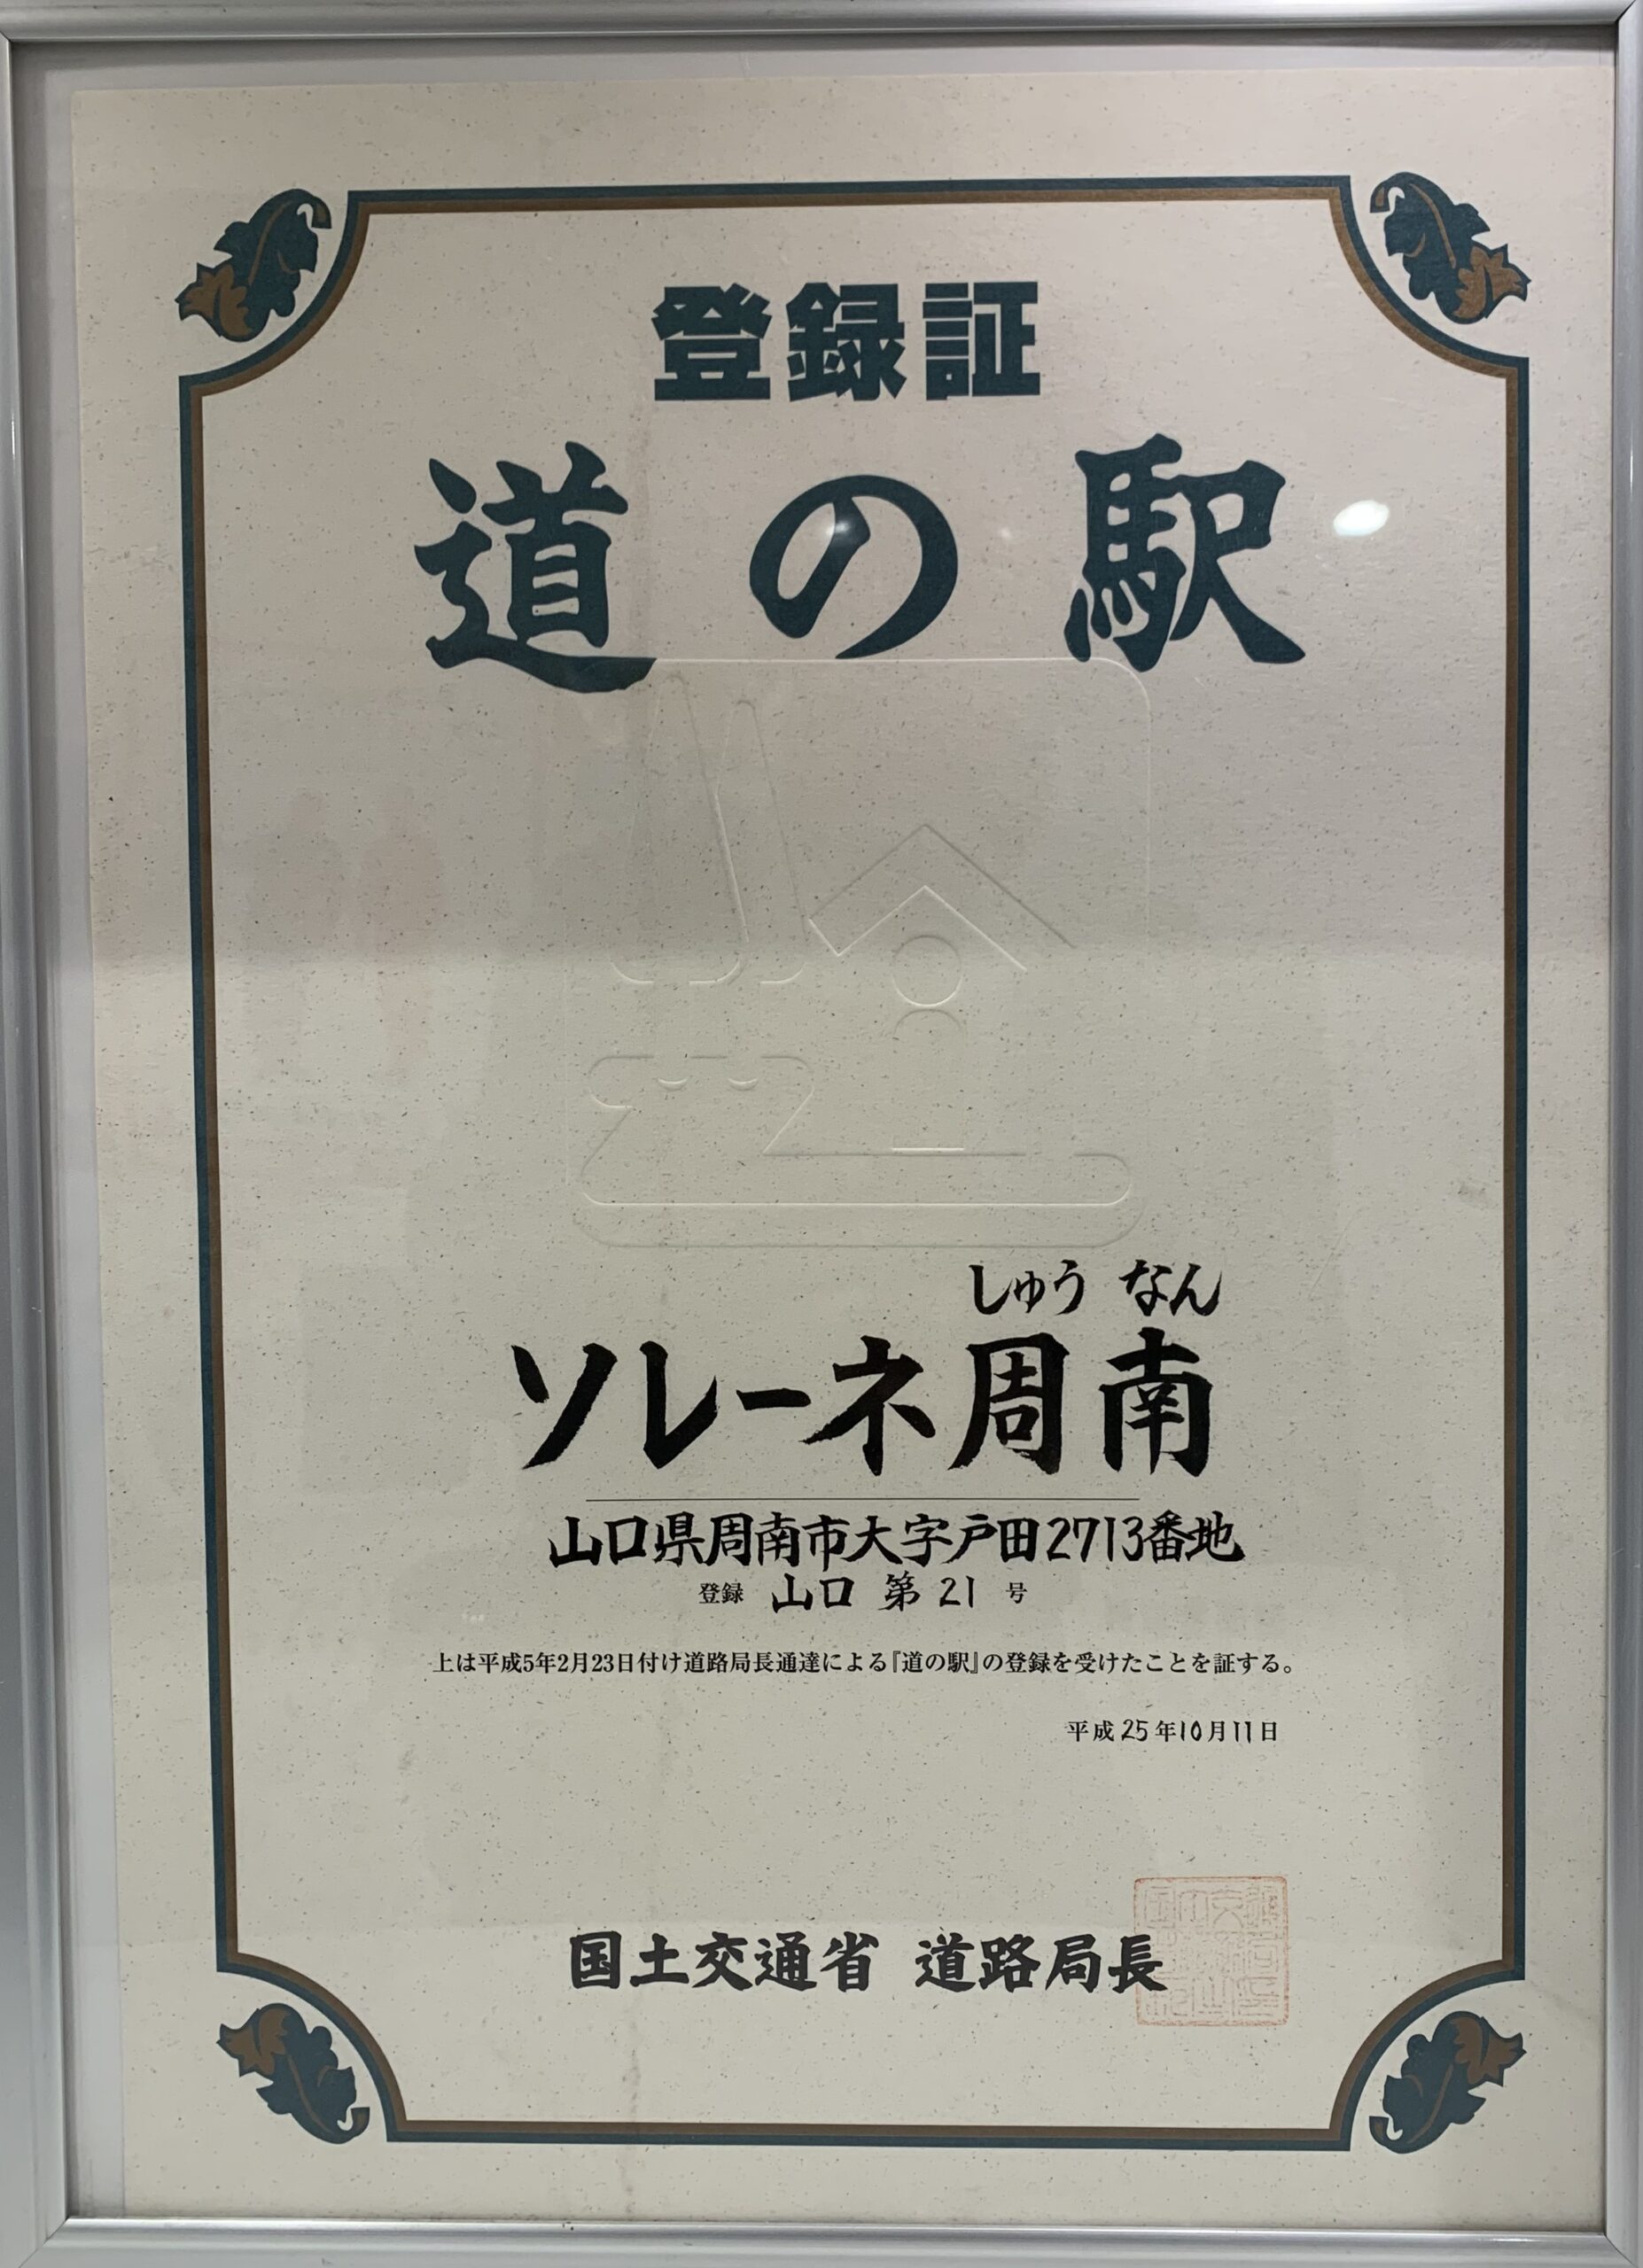 登録証
道の駅
しゅう なん
ソレーネ周南
山口県周南市大字戸田2713番地
登録 山口 第 21 号
上は平成5年2月23日付け道路局長通達による『道の駅』の登録を受けたことを証する。
平成25年10月11日
国土交通省 道路局長